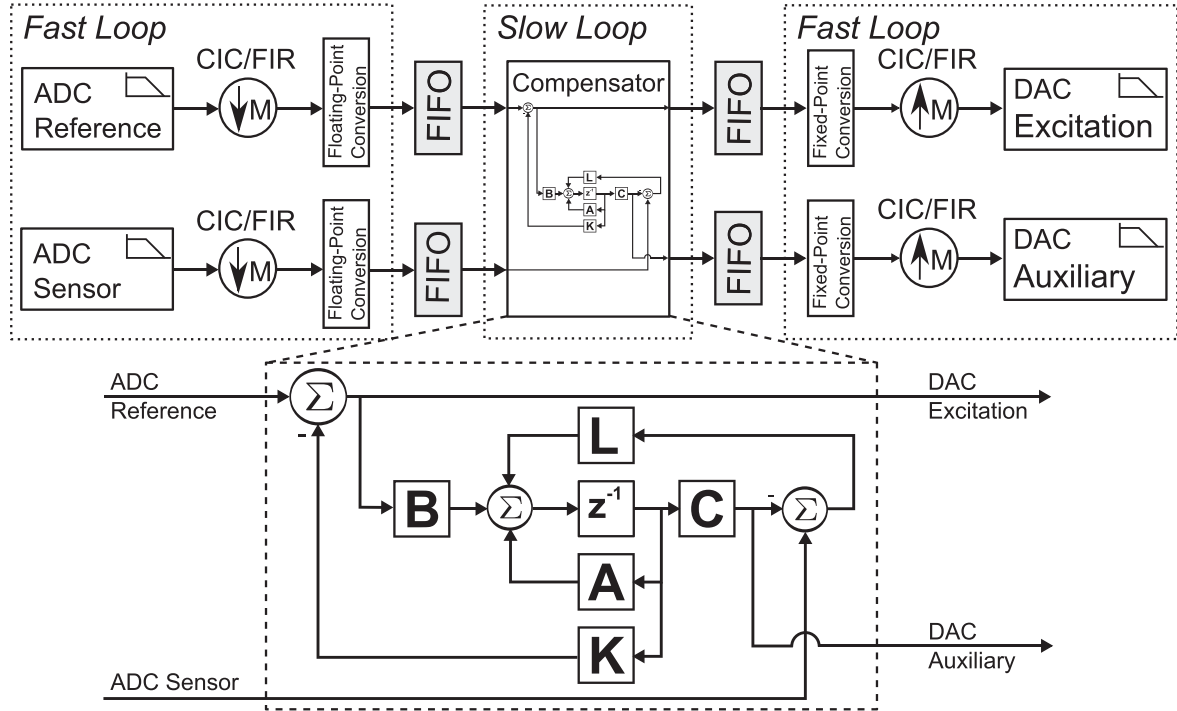 Fast Loop
Slow Loop
Fast Loop
ADC
Reference
CIC/FIR
M
Floating-Point
Conversion
FIFO
Compensator
Σ
-
B
Σ
L
z⁻¹
A
K
C
-
Σ
FIFO
Fixed-Point
Conversion
CIC/FIR
M
DAC
Excitation
ADC
Sensor
CIC/FIR
M
Floating-Point
Conversion
FIFO
FIFO
Fixed-Point
Conversion
CIC/FIR
M
DAC
Auxiliary
ADC
Reference
Σ
-
DAC
Excitation
L
B
Σ
z⁻¹
C
-
Σ
A
K
DAC
Auxiliary
ADC Sensor